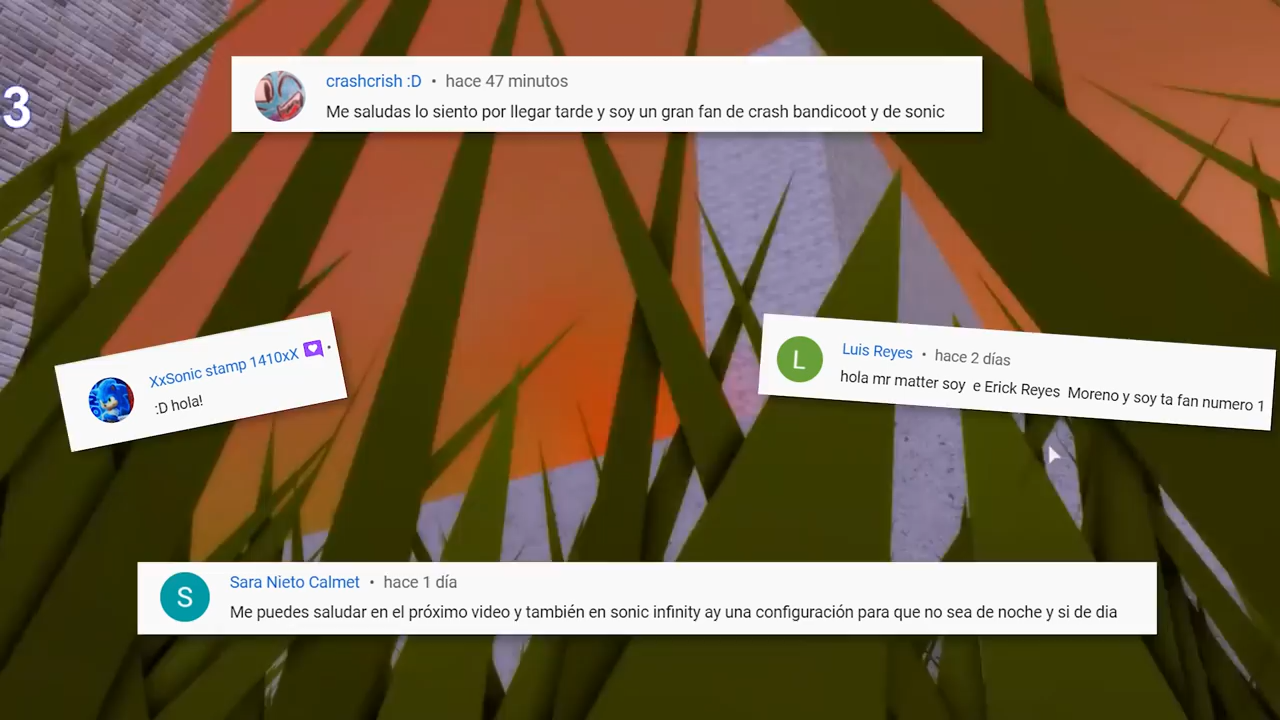 3
crashcrish :D • hace 47 minutos
Me saludas lo siento por llegar tarde y soy un gran fan de crash bandicoot y de sonic
XxSonic stamp 1410xX •
:D hola!
Luis Reyes • hace 2 días
hola mr matter soy e Erick Reyes Moreno y soy ta fan numero 1
S
L
Sara Nieto Calmet • hace 1 día
Me puedes saludar en el próximo video y también en sonic infinity ay una configuración para que no sea de noche y si de dia